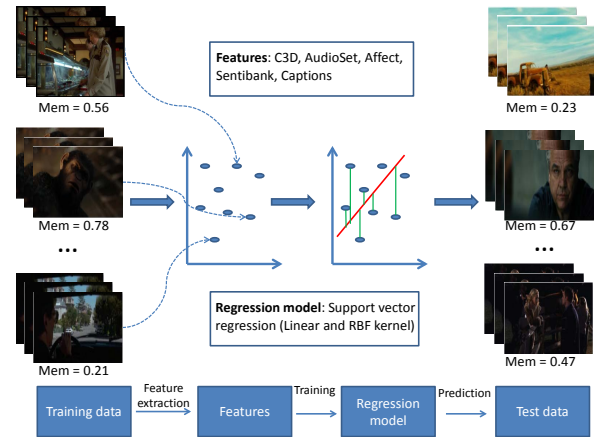 Features: C3D, AudioSet, Affect,
Sentibank, Captions
Mem = 0.56
Mem = 0.23
Mem = 0.78
Mem = 0.67
...
...
Regression model: Support vector
regression (Linear and RBF kernel)
Mem = 0.21
Mem = 0.47
Training data
Feature
extraction
Features
Training
Regression
model
Prediction
Test data